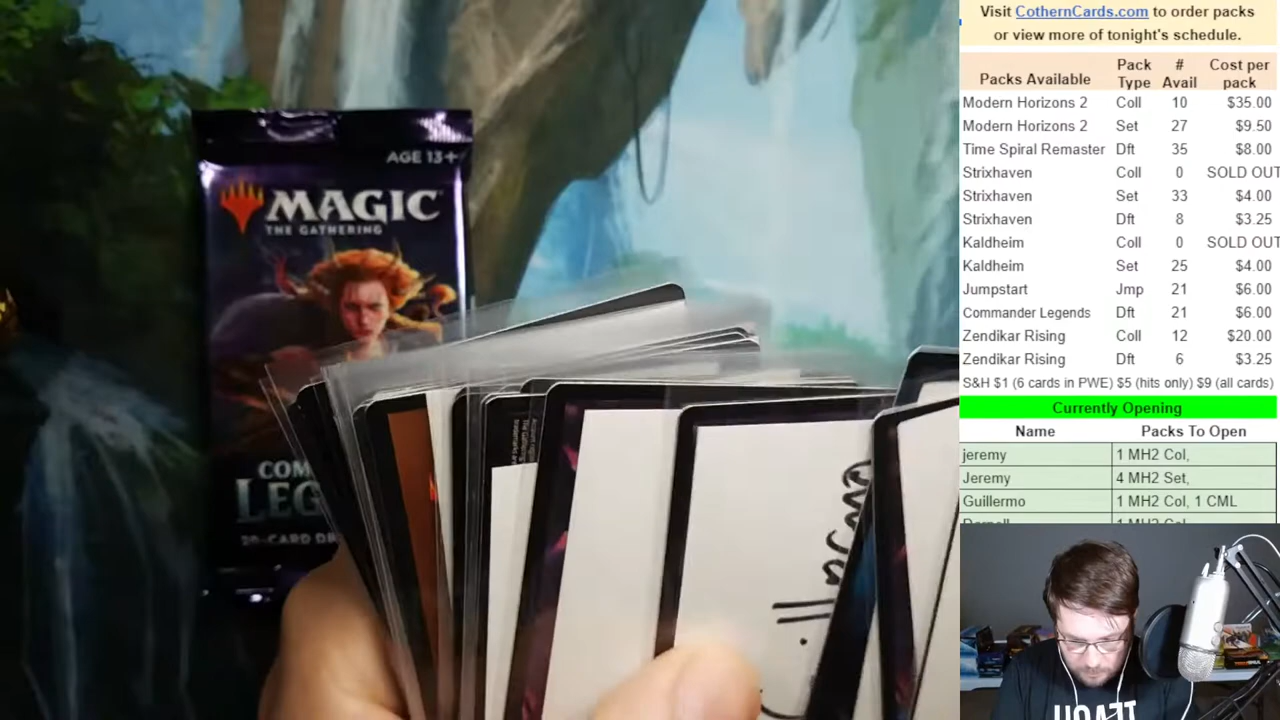 AGE 13+
MAGIC
THE GATHERING
COM
LEG
20-CARD DR
Visit CothernCards.com to order packs
or view more of tonight's schedule.
Packs Available Pack Type # Avail Cost per pack
Modern Horizons 2 Coll 10 $35.00
Modern Horizons 2 Set 27 $9.50
Time Spiral Remaster Dft 35 $8.00
Strixhaven Coll 0 SOLD OUT
Strixhaven Set 33 $4.00
Strixhaven Dft 8 $3.25
Kaldheim Coll 0 SOLD OUT
Kaldheim Set 25 $4.00
Jumpstart Jmp 21 $6.00
Commander Legends Dft 21 $6.00
Zendikar Rising Coll 12 $20.00
Zendikar Rising Dft 6 $3.25
S&H $1 (6 cards in PWE) $5 (hits only) $9 (all cards)
Currently Opening
Name Packs To Open
jeremy 1 MH2 Col,
Jeremy 4 MH2 Set,
Guillermo 1 MH2 Col, 1 CML